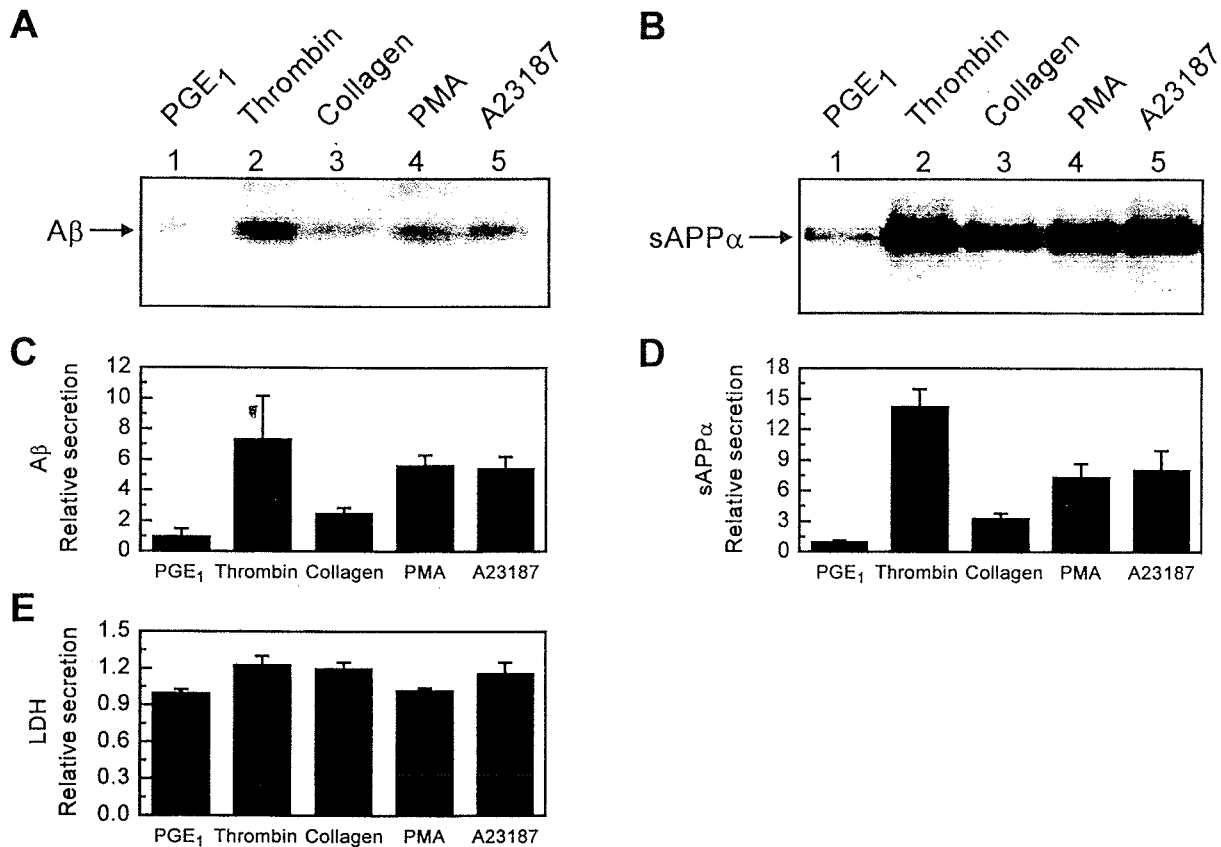 A
PGE1 Thrombin Collagen PMA A23187
1 2 3 4 5
Aβ
B
PGE1 Thrombin Collagen PMA A23187
1 2 3 4 5
sAPPα
C
Aβ
Relative secretion
12
10
8
6
4
2
0
PGE1 Thrombin Collagen PMA A23187
D
sAPPα
Relative secretion
18
15
12
9
6
3
0
PGE1 Thrombin Collagen PMA A23187
E
LDH
Relative secretion
1.5
1.2
0.9
0.6
0.3
0.0
PGE1 Thrombin Collagen PMA A23187